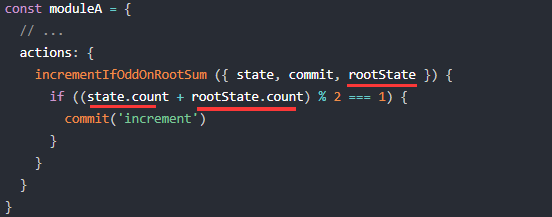 const moduleA = {
  // ...
  actions: {
    incrementIfOddOnRootSum ({ state, commit, rootState }) {
      if ((state.count + rootState.count) % 2 === 1) {
        commit('increment')
      }
    }
  }
}